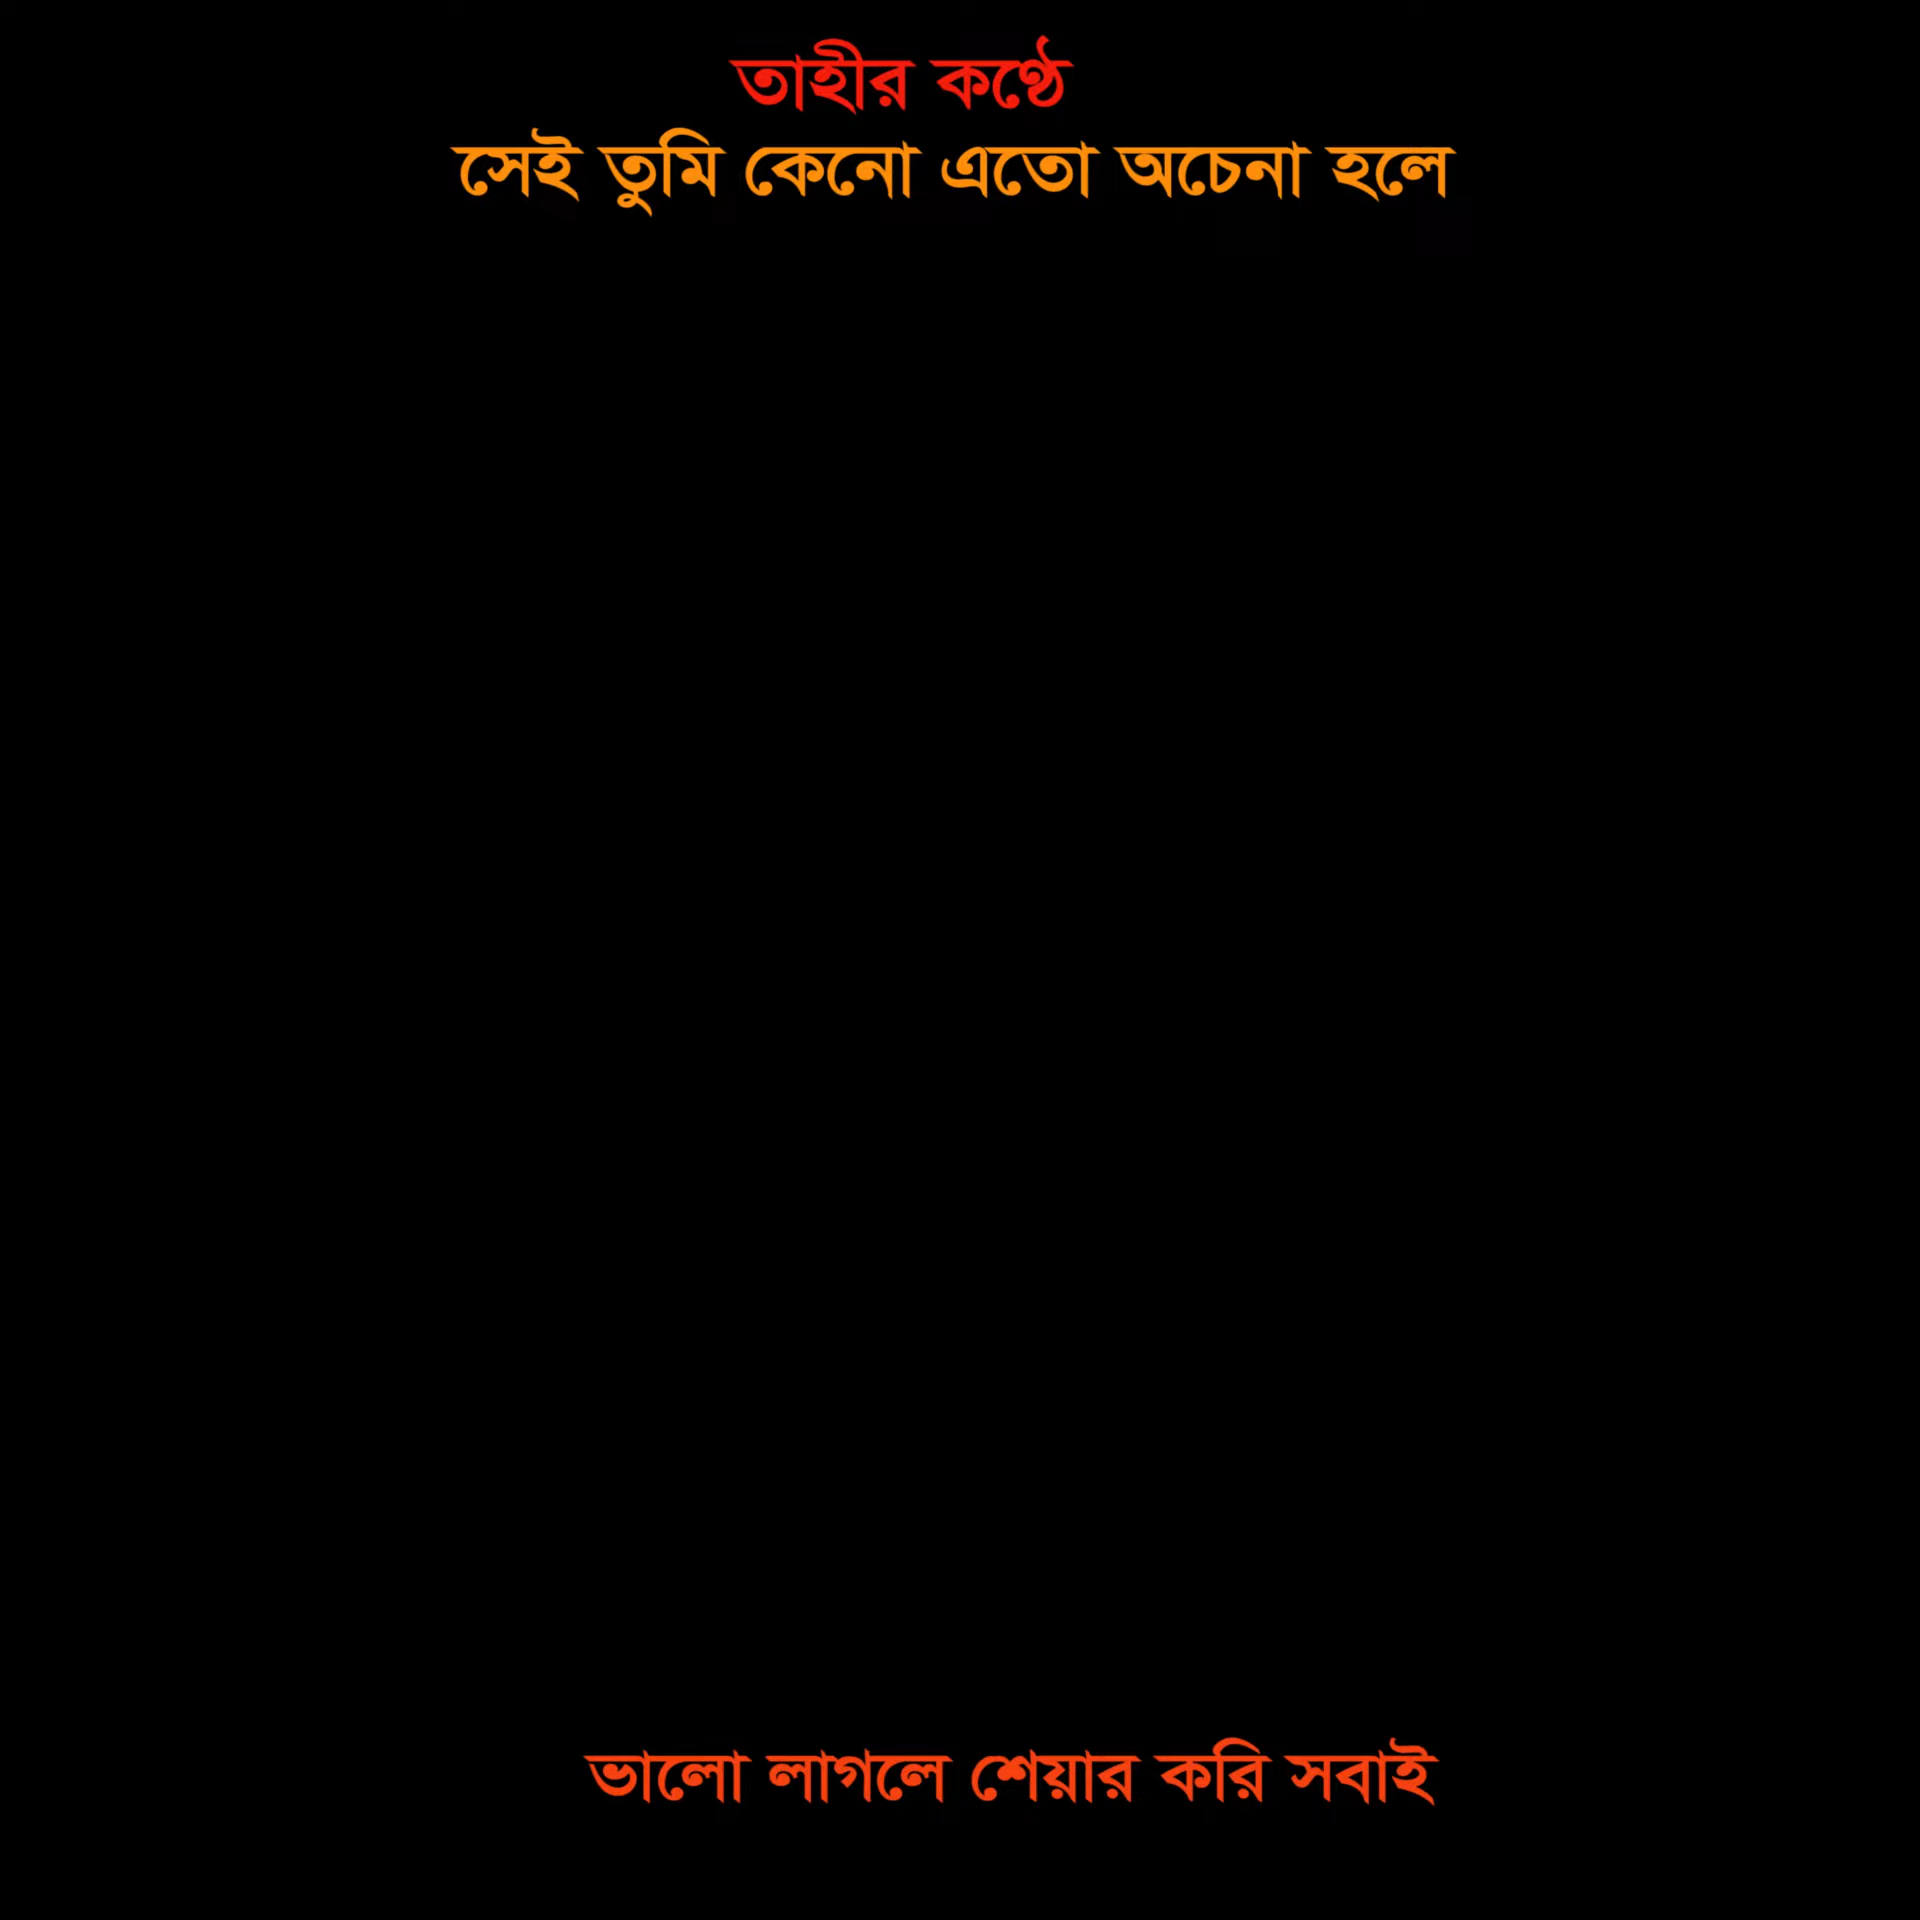 তাহীর কণ্ঠে
সেই তুমি কেনো এতো অচেনা হলে
ভালো লাগলে শেয়ার করি সবাই